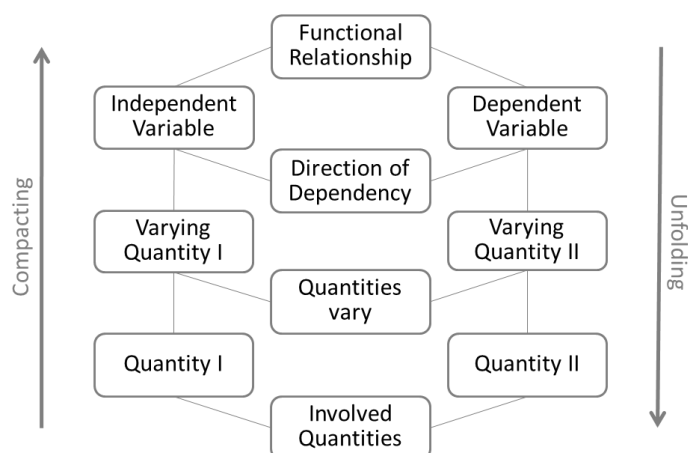 Functional
Relationship
Independent
Variable
Dependent
Variable
Direction of
Dependency
Varying
Quantity I
Varying
Quantity II
Quantities
vary
Quantity I
Quantity II
Involved
Quantities
Compacting
Unfolding